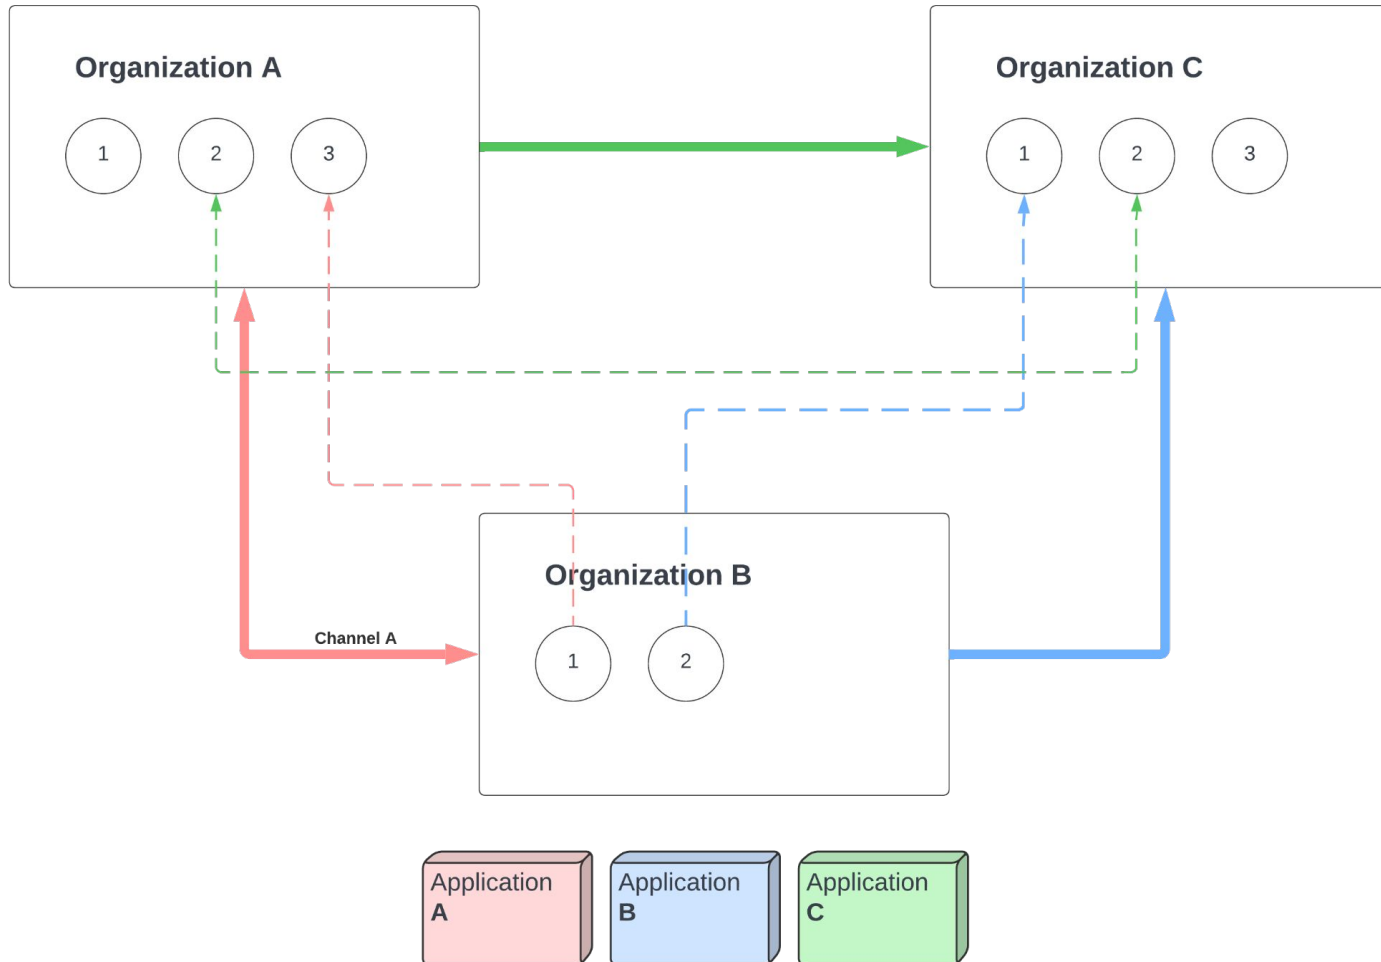 Organization A
1
2
3
Organization C
1
2
3
Organization B
1
2
Channel A
Application
A
Application
B
Application
C